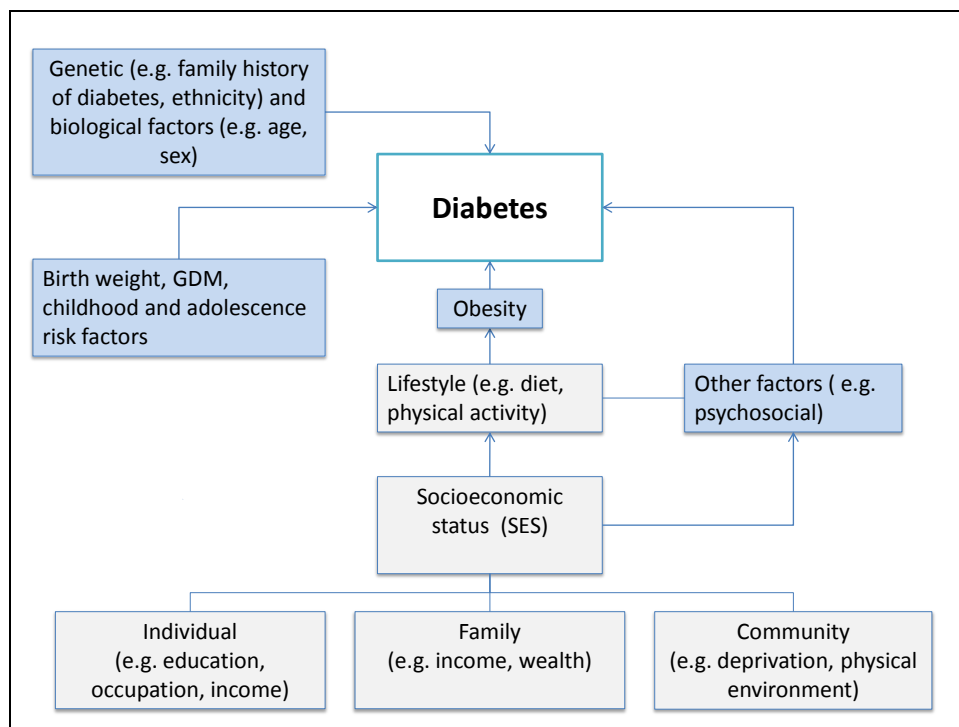 Genetic (e.g. family history
of diabetes, ethnicity) and
biological factors (e.g. age,
sex)
Diabetes
Birth weight, GDM,
childhood and adolescence
risk factors
Obesity
Lifestyle (e.g. diet,
physical activity)
Other factors ( e.g.
psychosocial)
Socioeconomic
status (SES)
Individual
(e.g. education,
occupation, income)
Family
(e.g. income, wealth)
Community
(e.g. deprivation, physical
environment)